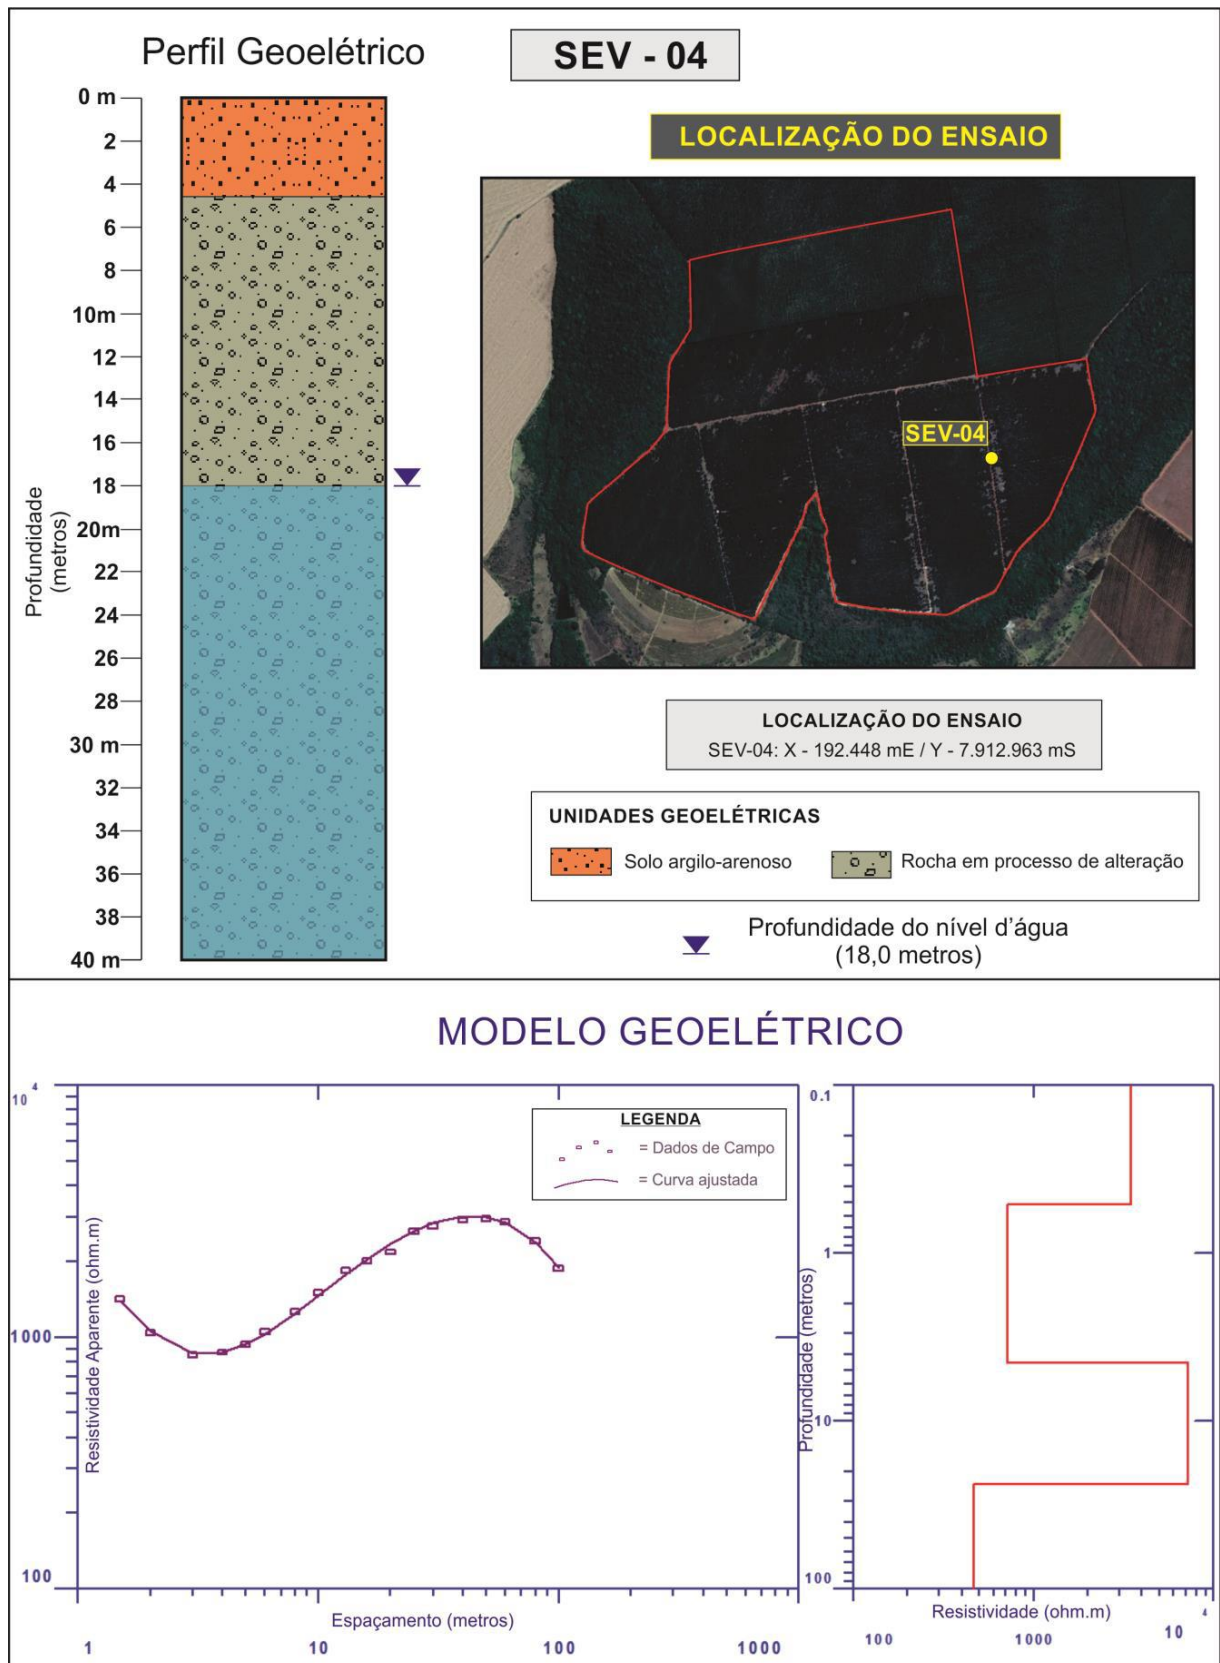 Perfil Geoelétrico
SEV - 04
0 m
2
4
6
8
10m
12
14
16
18
20m
22
24
26
28
30 m
32
34
36
38
40 m
Profundidade
(metros)
LOCALIZAÇÃO DO ENSAIO
SEV-04
LOCALIZAÇÃO DO ENSAIO
SEV-04: X - 192.448 mE / Y - 7.912.963 mS
UNIDADES GEOELÉTRICAS
Solo argilo-arenoso
Rocha em processo de alteração
Profundidade do nível d’água
(18,0 metros)
MODELO GEOELÉTRICO
10 4
1000
100
Resistividade Aparente (ohm.m)
LEGENDA
= Dados de Campo
= Curva ajustada
Espaçamento (metros)
1
10
100
1000
0.1
1
10
100
Profundidade (metros)
Resistividade (ohm.m)
100
1000
10 4